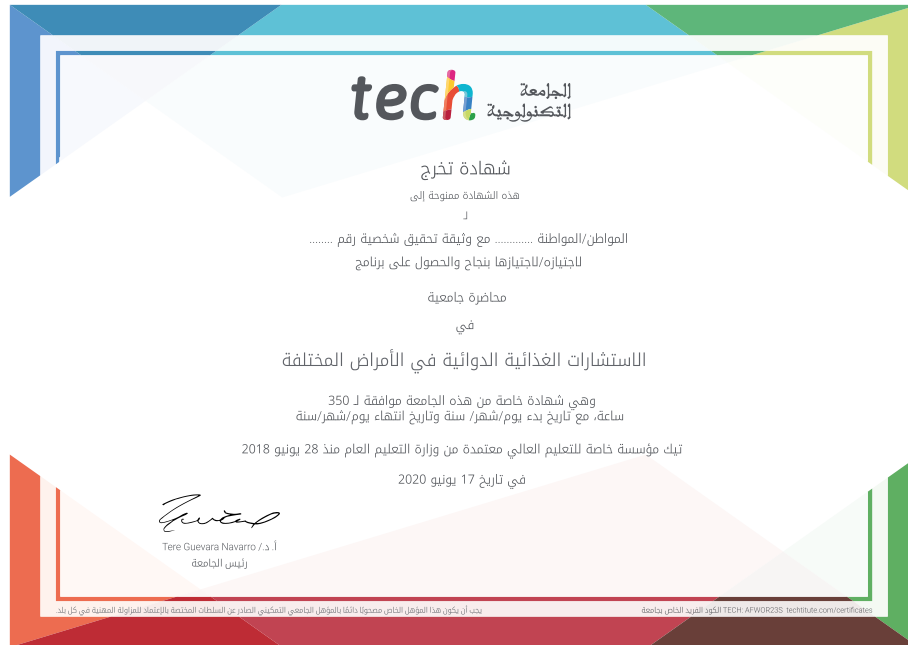 tech الجامعة
التكنولوجية
شهادة تخرج
هذه الشهادة ممنوحة إلى
لـ
المواطن/المواطنة ............ مع وثيقة تحقيق شخصية رقم ........
لاجتيازه/لاجتيازها بنجاح والحصول على برنامج
محاضرة جامعية
في
الاستشارات الغذائية الدوائية في الأمراض المختلفة
وهي شهادة خاصة من هذه الجامعة موافقة لـ 350
ساعة، مع تاريخ بدء يوم/شهر/ سنة وتاريخ انتهاء يوم/شهر/سنة
تيك مؤسسة خاصة للتعليم العالي معتمدة من وزارة التعليم العام منذ 28 يونيو 2018
في تاريخ 17 يونيو 2020
أ. د./ Tere Guevara Navarro
رئيس الجامعة
يجب أن يكون هذا المؤهل الخاص مصحوبًا دائمًا بالمؤهل الجامعي التمكيني الصادر عن السلطات المختصة بالإعتماد للمزاولة المهنية في كل بلد.
الكود الفريد الخاص بجامعة TECH: AFWOR23S techtitute.com/certificates